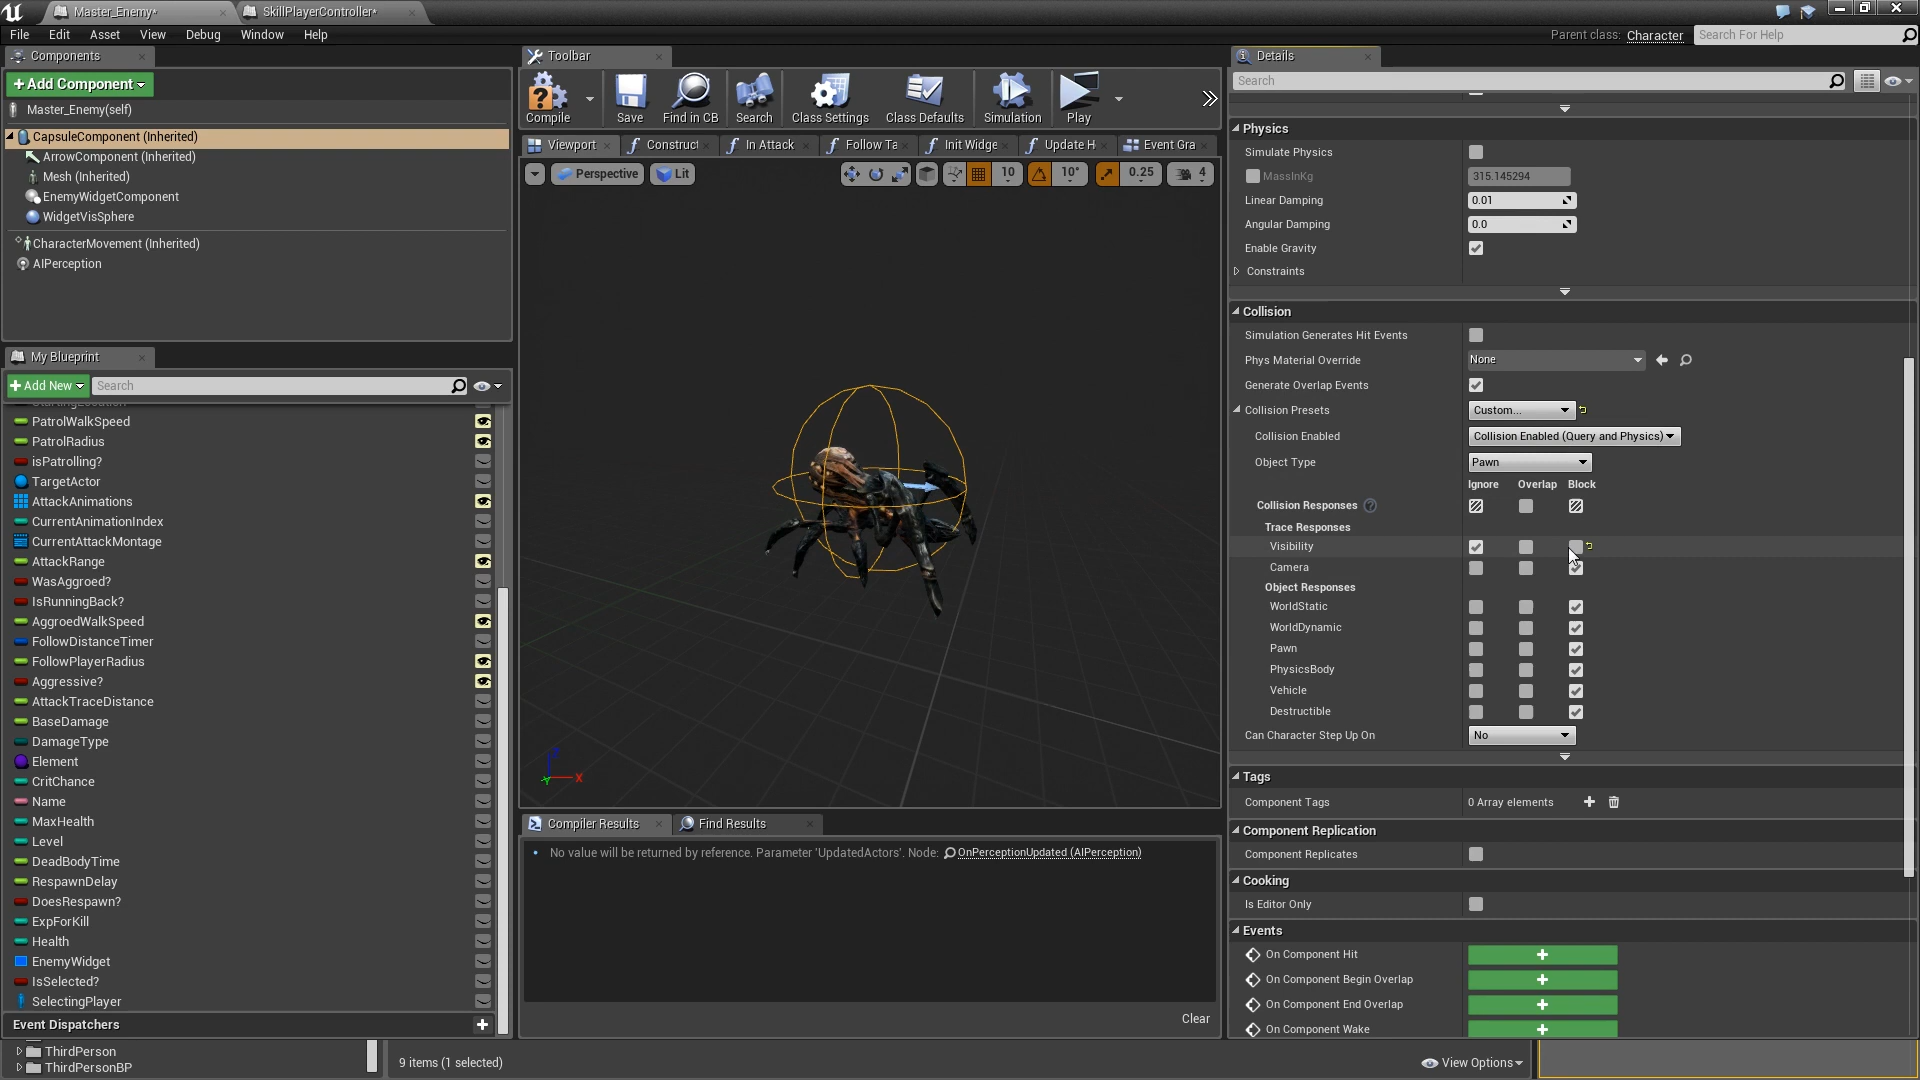 Master_Enemy*
SkillPlayerController*
File Edit Asset View Debug Window Help
Parent class: Character
Search For Help
Components
Add Component
Master_Enemy(self)
CapsuleComponent (Inherited)
ArrowComponent (Inherited)
Mesh (Inherited)
EnemyWidgetComponent
WidgetVisSphere
CharacterMovement (Inherited)
AIPerception
My Blueprint
Add New
Search
PatrolWalkSpeed
PatrolRadius
isPatrolling?
TargetActor
AttackAnimations
CurrentAnimationIndex
CurrentAttackMontage
AttackRange
WasAggroed?
IsRunningBack?
AggroedWalkSpeed
FollowDistanceTimer
FollowPlayerRadius
Aggressive?
AttackTraceDistance
BaseDamage
DamageType
Element
CritChance
Name
MaxHealth
Level
DeadBodyTime
RespawnDelay
DoesRespawn?
ExpForKill
Health
EnemyWidget
IsSelected?
SelectingPlayer
Event Dispatchers
ThirdPerson
ThirdPersonBP
Toolbar
Compile
Save
Find in CB
Search
Class Settings
Class Defaults
Simulation
Play
Viewport
Construct
In Attack
Follow Ta
Init Widge
Update H
Event Gra
Perspective
Lit
10
10°
0.25
4
Z
X
Compiler Results
Find Results
No value will be returned by reference. Parameter 'UpdatedActors'. Node: OnPerceptionUpdated (AIPerception)
Clear
9 items (1 selected)
View Options
Details
Search
Physics
Simulate Physics
MassInKg 315.145294
Linear Damping 0.01
Angular Damping 0.0
Enable Gravity
Constraints
Collision
Simulation Generates Hit Events
Phys Material Override None
Generate Overlap Events
Collision Presets Custom...
Collision Enabled Collision Enabled (Query and Physics)
Object Type Pawn
Ignore Overlap Block
Collision Responses
Trace Responses
Visibility
Camera
Object Responses
WorldStatic
WorldDynamic
Pawn
PhysicsBody
Vehicle
Destructible
Can Character Step Up On No
Tags
Component Tags 0 Array elements
Component Replication
Component Replicates
Cooking
Is Editor Only
Events
On Component Hit
On Component Begin Overlap
On Component End Overlap
On Component Wake